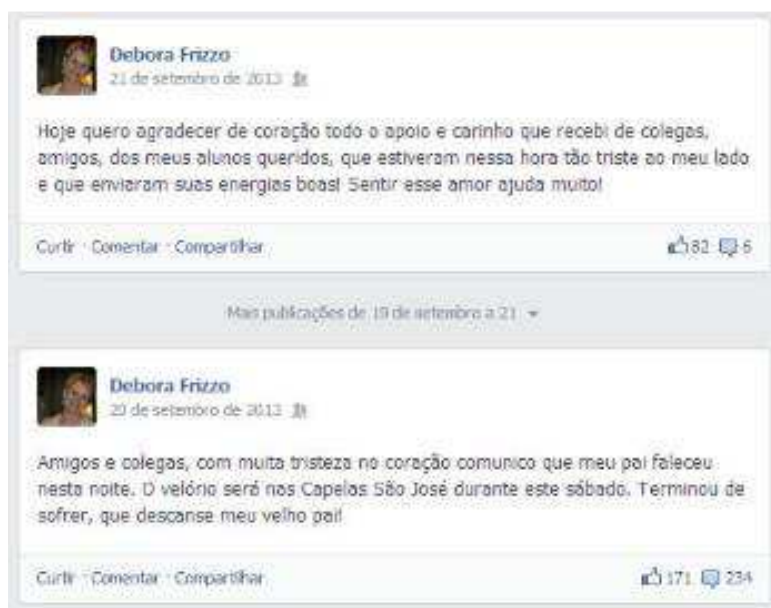 Debora Frizzo
21 de setembro de 2013
Hoje quero agradecer de coração todo o apoio e carinho que recebi de colegas,
amigos, dos meus alunos queridos, que estiveram nessa hora tão triste ao meu lado
e que enviaram suas energias boas! Sentir esse amor ajuda muito!
Curtir · Comentar · Compartilhar 82 6
Mais publicações de 19 de setembro a 21
Debora Frizzo
20 de setembro de 2013
Amigos e colegas, com muita tristeza no coração comunico que meu pai faleceu
nesta noite. O velório será nas Capelas São José durante este sábado. Terminou de
sofrer, que descanse meu velho pai!
Curtir · Comentar · Compartilhar 171 234